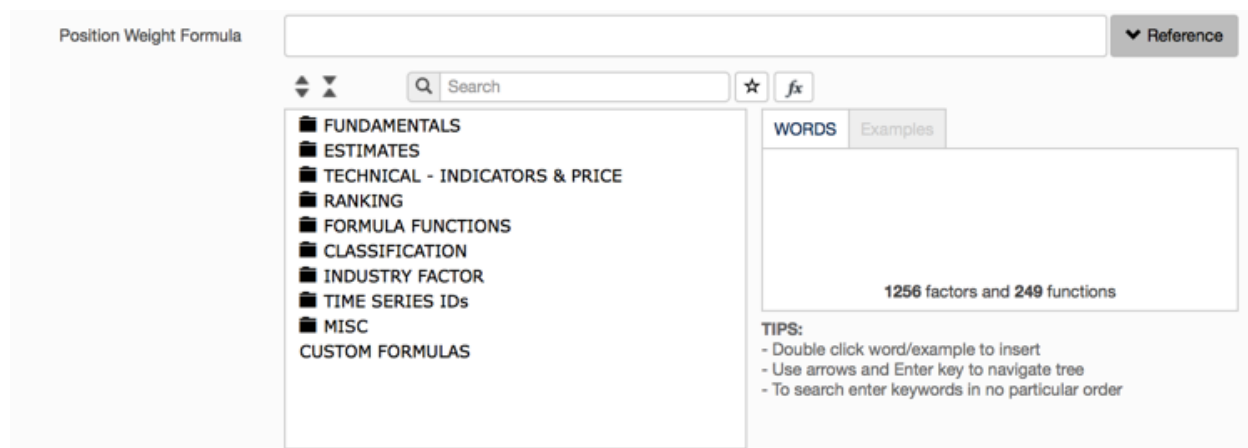 Position Weight Formula
Reference
Search
fx
FUNDAMENTALS
ESTIMATES
TECHNICAL - INDICATORS & PRICE
RANKING
FORMULA FUNCTIONS
CLASSIFICATION
INDUSTRY FACTOR
TIME SERIES IDs
MISC
CUSTOM FORMULAS
WORDS Examples
1256 factors and 249 functions
TIPS:
- Double click word/example to insert
- Use arrows and Enter key to navigate tree
- To search enter keywords in no particular order